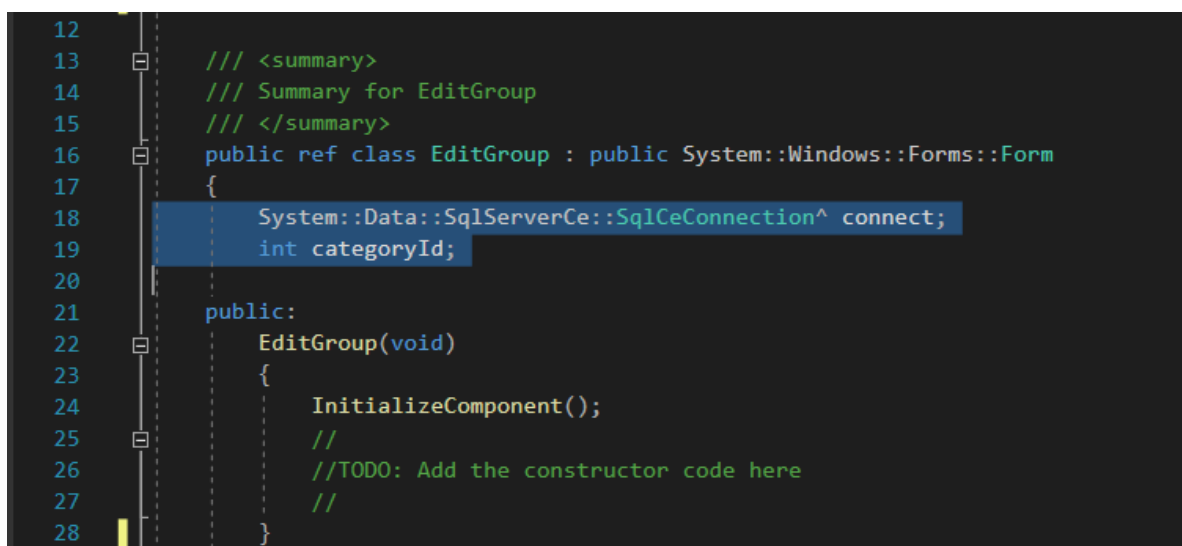 12
13 /// <summary>
14 /// Summary for EditGroup
15 /// </summary>
16 public ref class EditGroup : public System::Windows::Forms::Form
17 {
18 System::Data::SqlServerCe::SqlCeConnection^ connect;
19 int categoryId;
20
21 public:
22 EditGroup(void)
23 {
24 InitializeComponent();
25 //
26 //TODO: Add the constructor code here
27 //
28 }